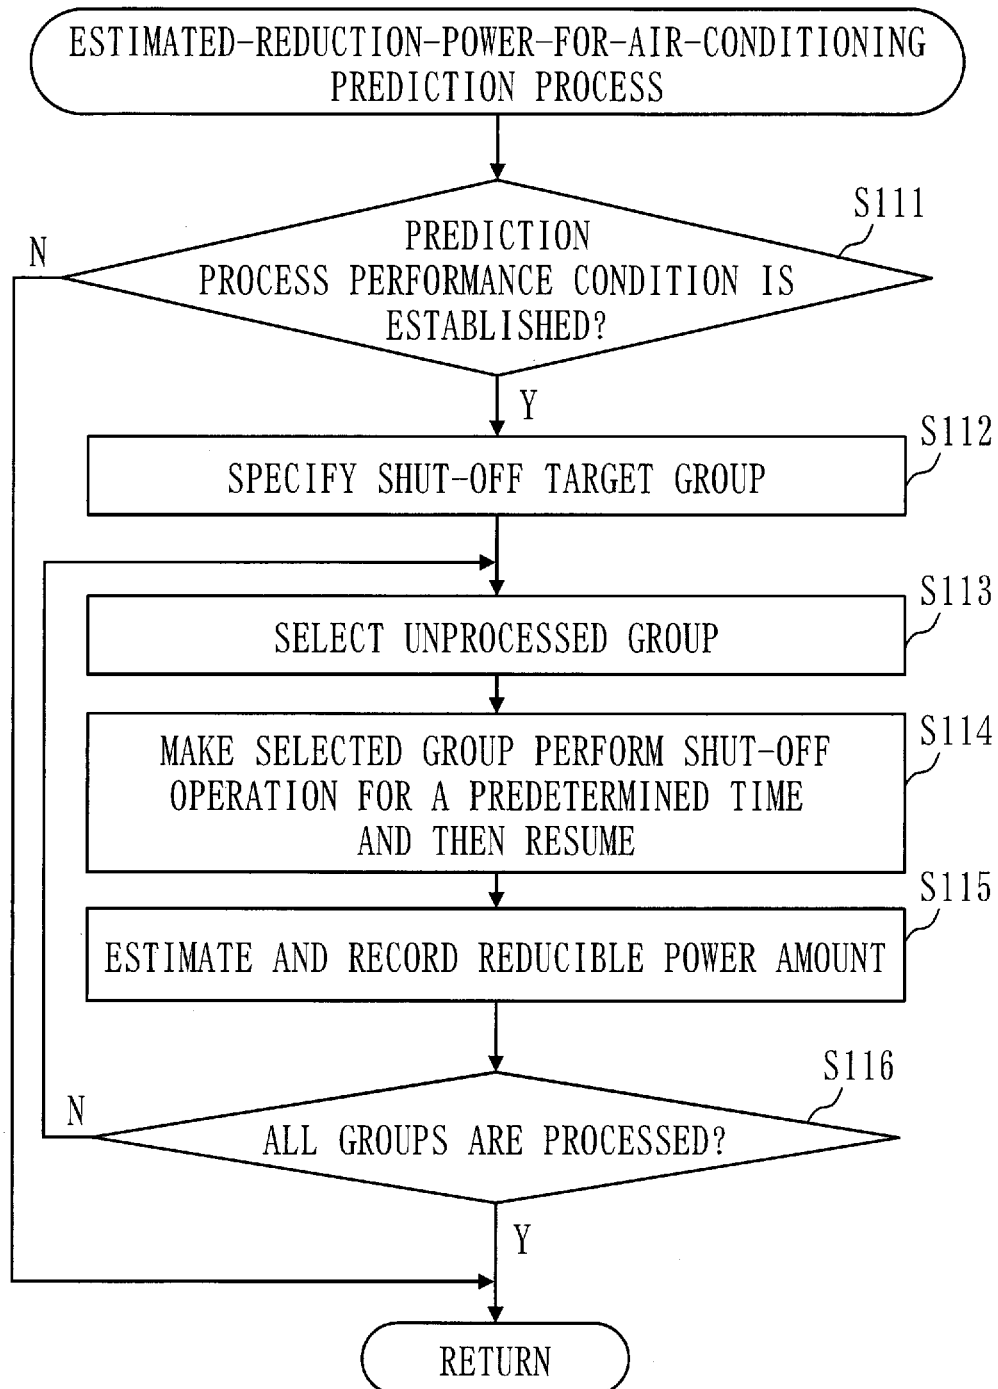 ESTIMATED-REDUCTION-POWER-FOR-AIR-CONDITIONING
PREDICTION PROCESS
S111
N
PREDICTION
PROCESS PERFORMANCE CONDITION IS
ESTABLISHED?
Y
S112
SPECIFY SHUT-OFF TARGET GROUP
S113
SELECT UNPROCESSED GROUP
S114
MAKE SELECTED GROUP PERFORM SHUT-OFF
OPERATION FOR A PREDETERMINED TIME
AND THEN RESUME
S115
ESTIMATE AND RECORD REDUCIBLE POWER AMOUNT
S116
N
ALL GROUPS ARE PROCESSED?
Y
RETURN